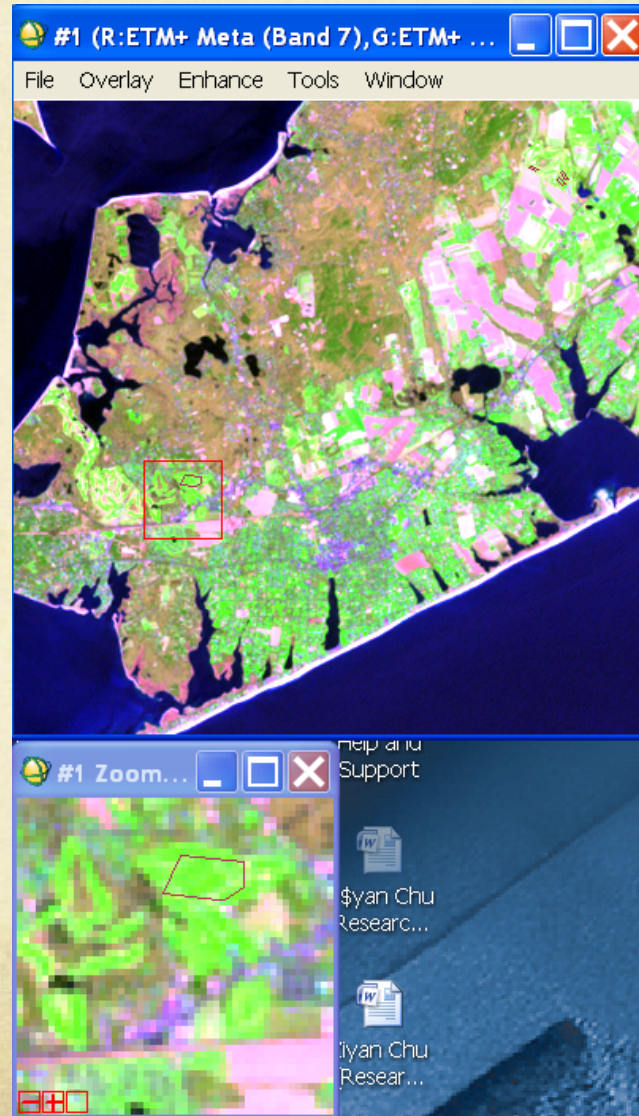 #1 (R:ETM+ Meta (Band 7),G:ETM+ ...
File Overlay Enhance Tools Window
#1 Zoom...
Help and
Support
$yan Chu
Researc...
iyan Chu
[Resear...